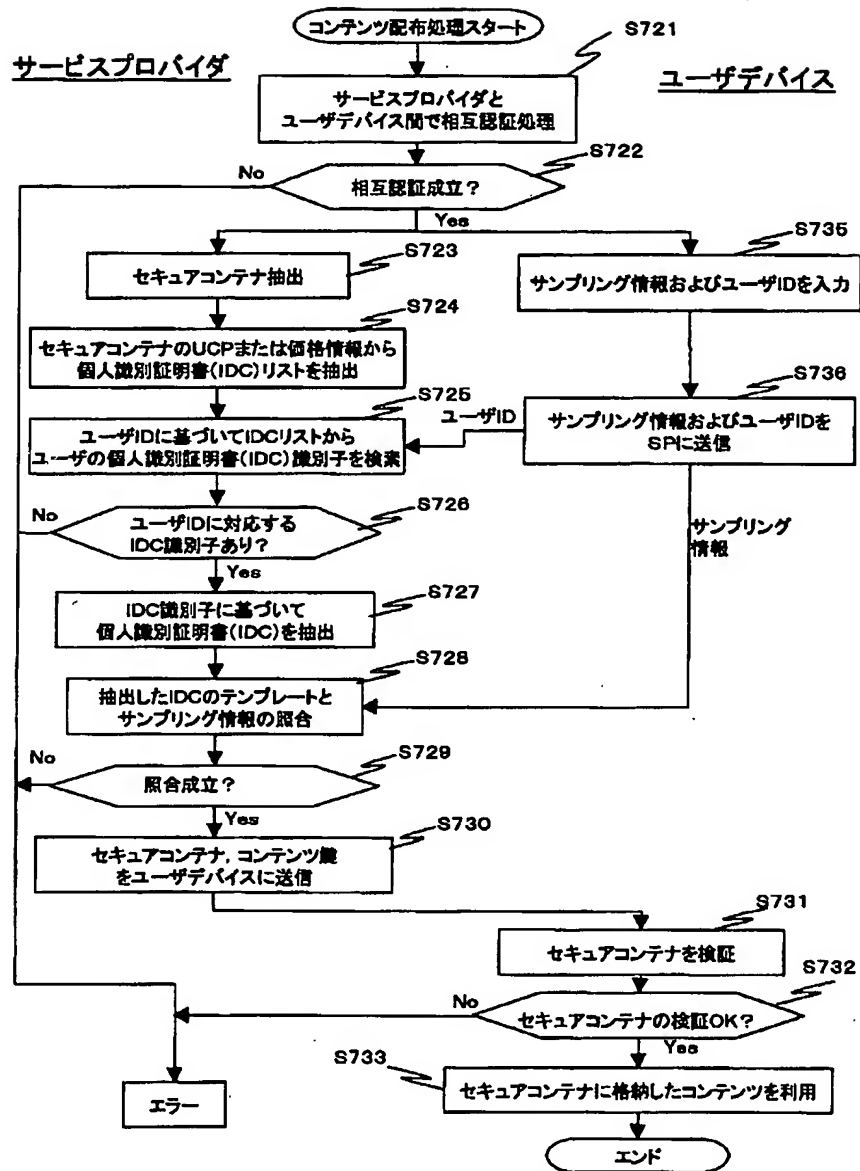 コンテンツ配布処理スタート
S721
サービスプロバイダ
ユーザデバイス
サービスプロバイダと
ユーザデバイス間で相互認証処理
S722
No
相互認証成立？
Yes
S723
セキュアコンテナ抽出
S735
サンプリング情報およびユーザIDを入力
S724
セキュアコンテナのUCPまたは価格情報から
個人識別証明書(IDC)リストを抽出
S725
ユーザID
S736
サンプリング情報およびユーザIDを
SPに送信
ユーザIDに基づいてIDCリストから
ユーザの個人識別証明書(IDC)識別子を検索
S726
No
ユーザIDに対応する
IDC識別子あり？
Yes
サンプリング
情報
S727
IDC識別子に基づいて
個人識別証明書(IDC)を抽出
S728
抽出したIDCのテンプレートと
サンプリング情報の照合
S729
No
照合成立？
Yes
S730
セキュアコンテナ，コンテンツ鍵
をユーザデバイスに送信
S731
セキュアコンテナを検証
S732
No
セキュアコンテナの検証OK？
Yes
S733
セキュアコンテナに格納したコンテンツを利用
エラー
エンド